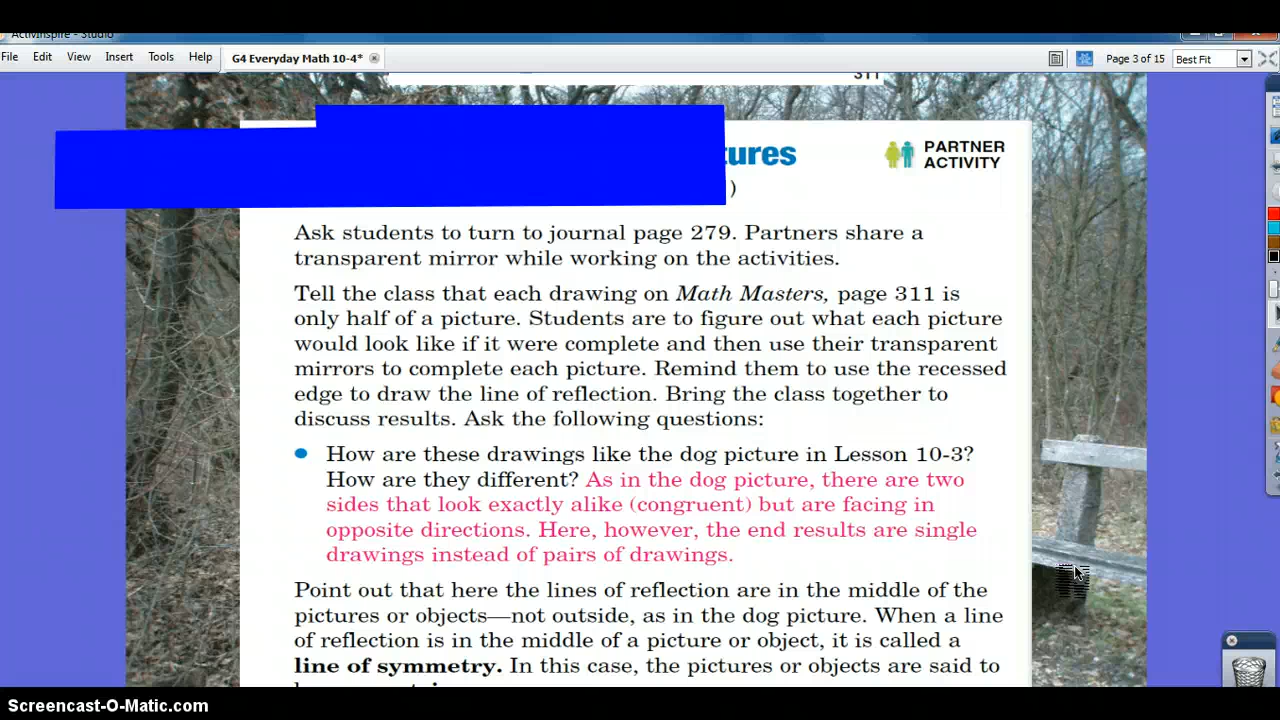 ActivInspire - Studio
File Edit View Insert Tools Help G4 Everyday Math 10-4* Page 3 of 15 Best Fit
311
tures
PARTNER
ACTIVITY
)
Ask students to turn to journal page 279. Partners share a
transparent mirror while working on the activities.
Tell the class that each drawing on Math Masters, page 311 is
only half of a picture. Students are to figure out what each picture
would look like if it were complete and then use their transparent
mirrors to complete each picture. Remind them to use the recessed
edge to draw the line of reflection. Bring the class together to
discuss results. Ask the following questions:
How are these drawings like the dog picture in Lesson 10-3?
How are they different? As in the dog picture, there are two
sides that look exactly alike (congruent) but are facing in
opposite directions. Here, however, the end results are single
drawings instead of pairs of drawings.
Point out that here the lines of reflection are in the middle of the
pictures or objects—not outside, as in the dog picture. When a line
of reflection is in the middle of a picture or object, it is called a
line of symmetry. In this case, the pictures or objects are said to
Screencast-O-Matic.com